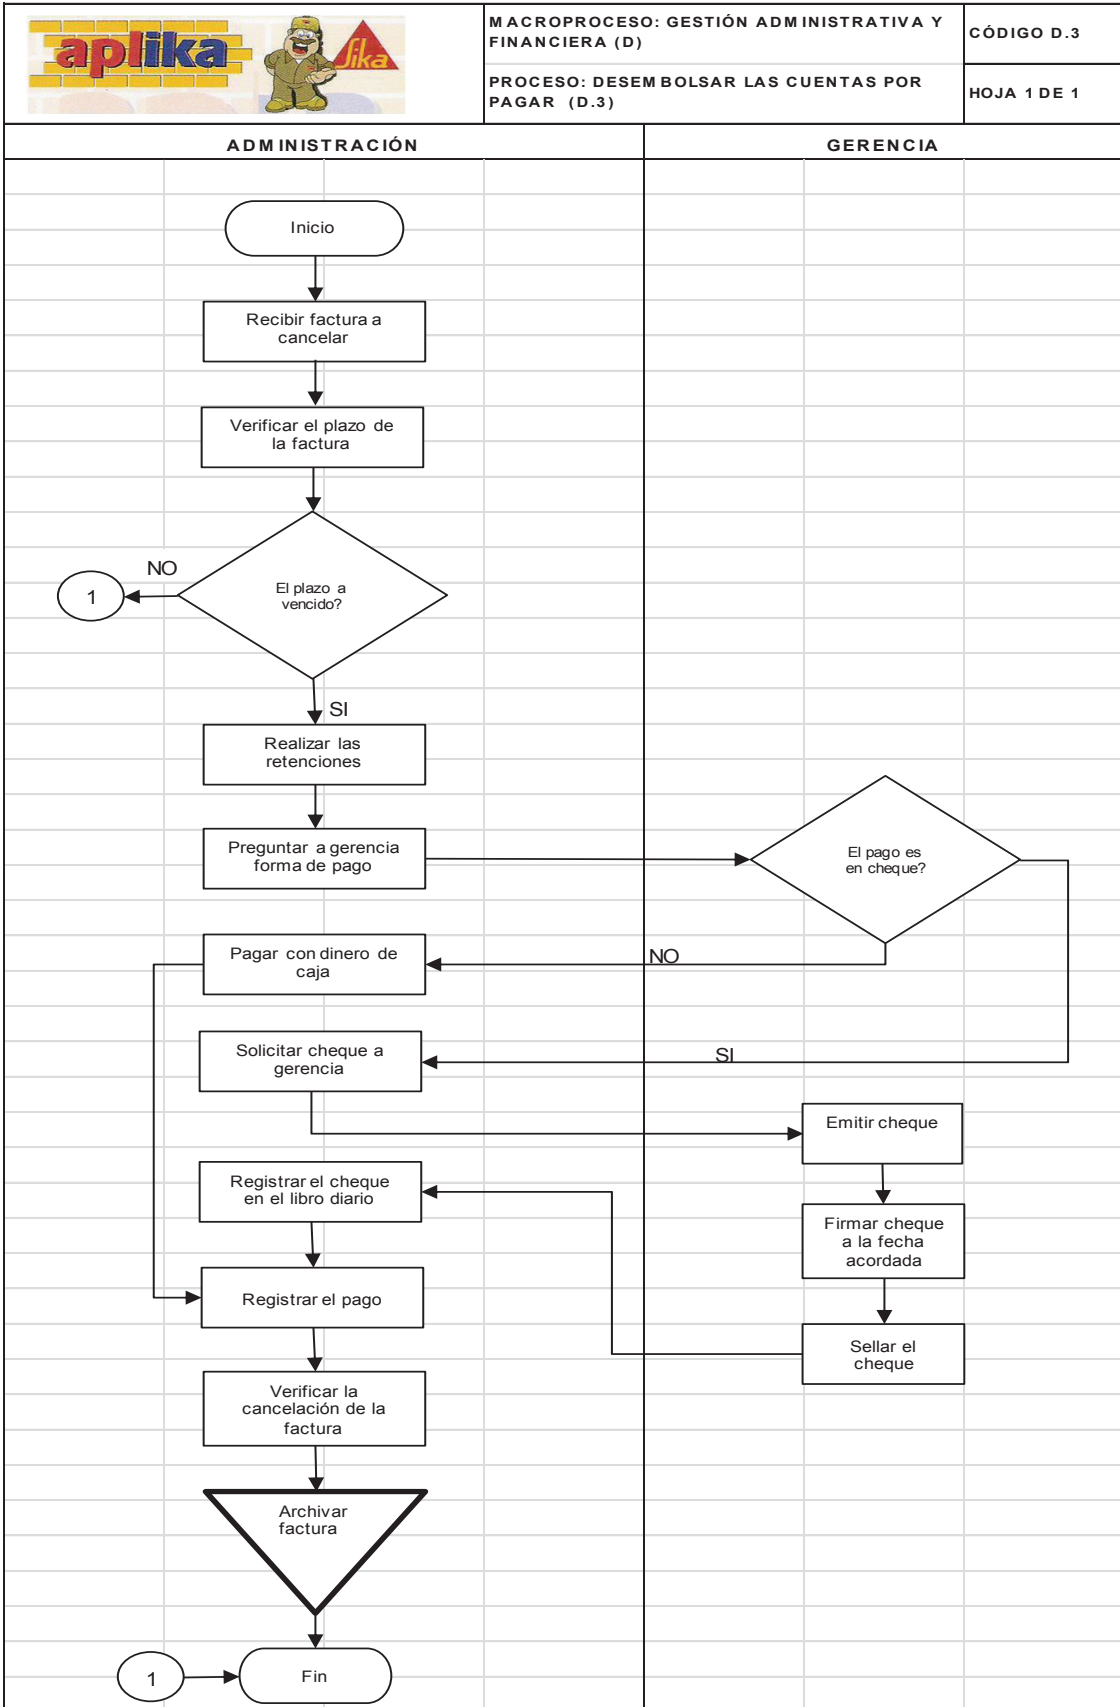 aplika
Sika
MACROPROCESO: GESTIÓN ADMINISTRATIVA Y
FINANCIERA (D)
CÓDIGO D.3
PROCESO: DESEMBOLSAR LAS CUENTAS POR
PAGAR (D.3)
HOJA 1 DE 1
ADMINISTRACIÓN
GERENCIA
Inicio
Recibir factura a
cancelar
Verificar el plazo de
la factura
NO
1
El plazo a
vencido?
SI
Realizar las
retenciones
Preguntar a gerencia
forma de pago
El pago es
en cheque?
Pagar con dinero de
caja
NO
Solicitar cheque a
gerencia
SI
Emitir cheque
Registrar el cheque
en el libro diario
Firmar cheque
a la fecha
acordada
Registrar el pago
Sellar el
cheque
Verificar la
cancelación de la
factura
Archivar
factura
1
Fin